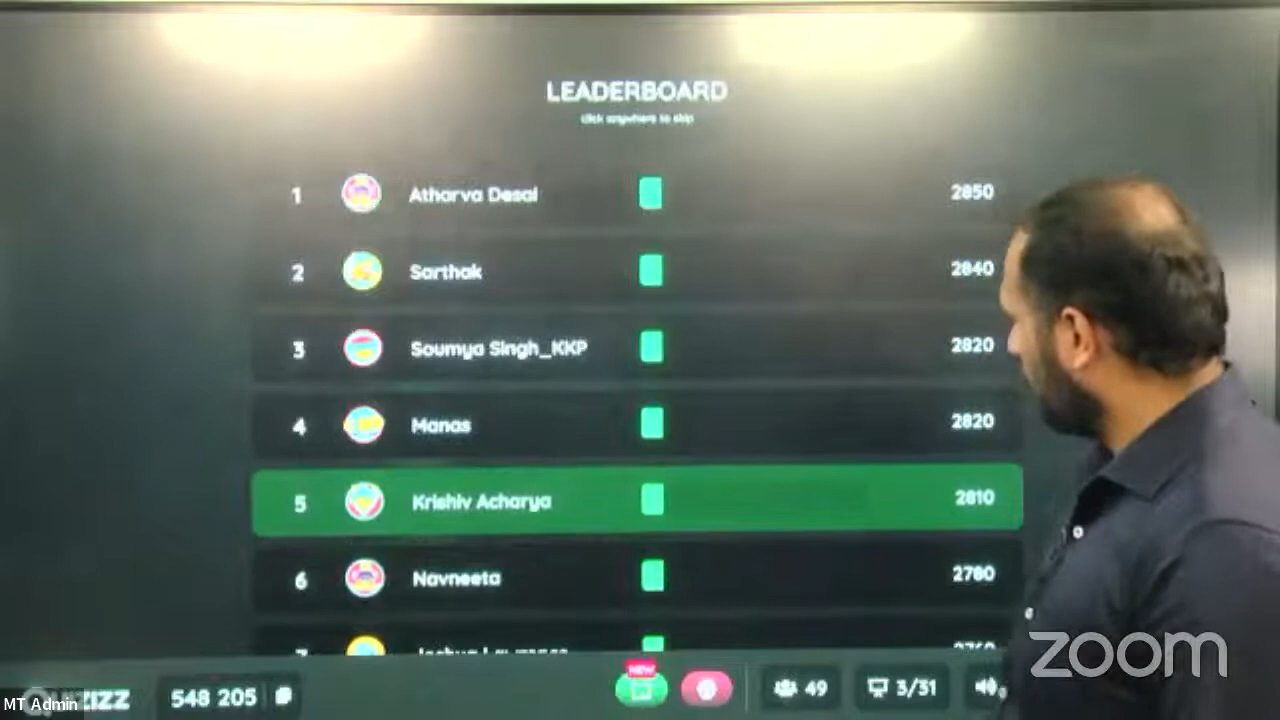 LEADERBOARD
click anywhere to skip
1 Atharva Desai 2850
2 Sarthak 2840
3 Soumya Singh_KKP 2820
4 Manas 2820
5 Krishiv Acharya 2810
6 Navneeta 2780
7
NEW
548 205 49 3/31
MT Admin
zoom